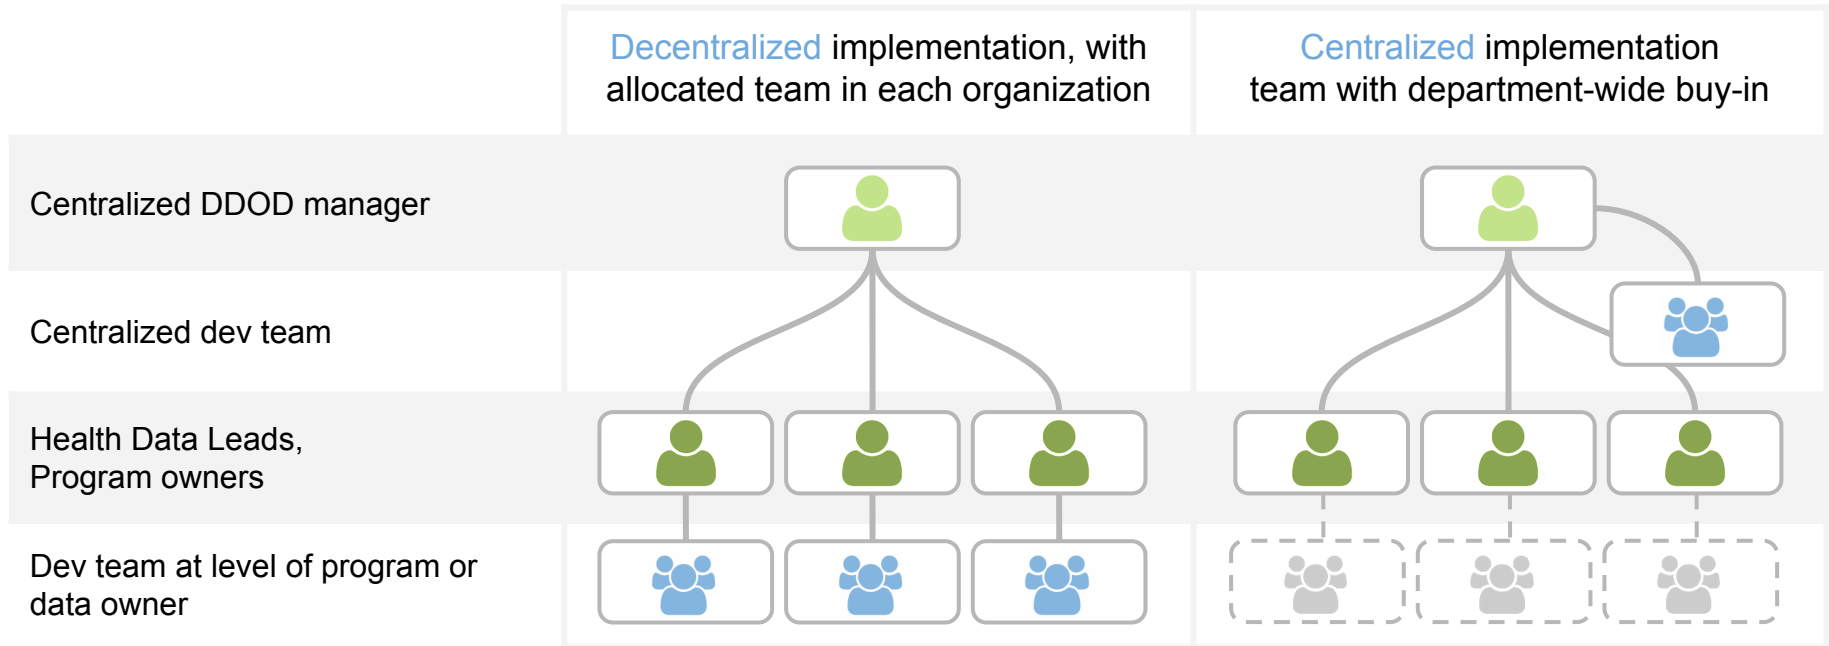 Decentralized implementation, with
allocated team in each organization
Centralized implementation
team with department-wide buy-in
Centralized DDOD manager
Centralized dev team
Health Data Leads,
Program owners
Dev team at level of program or
data owner